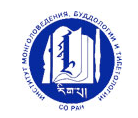 ИНСТИТУТ МОНГОЛОВЕДЕНИЯ, БУДДОЛОГИИ И ТИБЕТОЛОГИИ
རིག་པ།
СО РАН